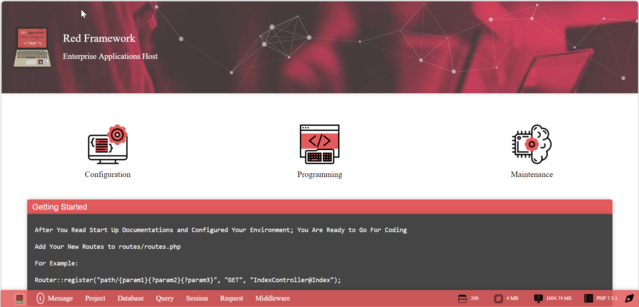 Red Framework
Enterprise Applications Host
Configuration
Programming
Maintenance
Getting Started
After You Read Start Up Documentations and Configured Your Environment; You Are Ready to Go For Coding
Add Your New Routes to routes/routes.php
For Example:
Router::register("path/{param1}{?param2}{?param3}", "GET", "IndexController@Index");
Message Project Database Query Session Request Middleware 200 4 MB 1004.74 MS PHP 7.1.1